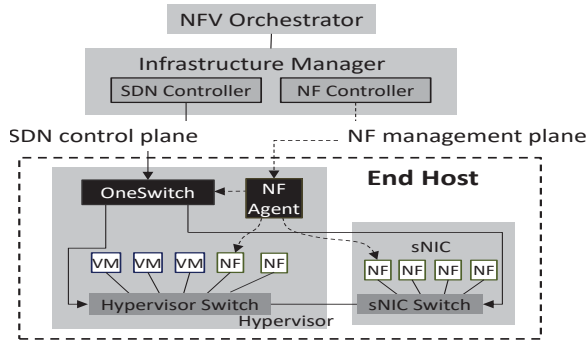 NFV Orchestrator
Infrastructure Manager
SDN Controller
NF Controller
SDN control plane
NF management plane
End Host
OneSwitch
NF
Agent
sNIC
VM
VM
VM
NF
NF
NF
NF
NF
NF
Hypervisor Switch
sNIC Switch
Hypervisor